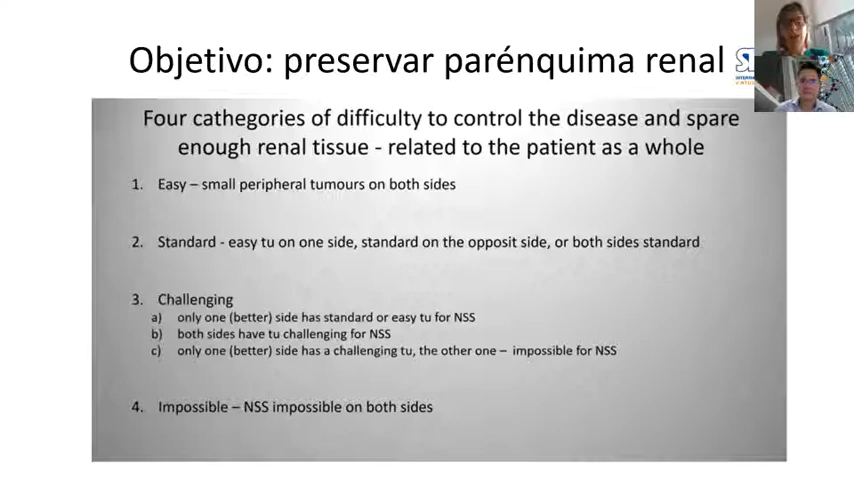 Objetivo: preservar parénquima renal
Four cathegories of difficulty to control the disease and spare
enough renal tissue - related to the patient as a whole
1. Easy – small peripheral tumours on both sides
2. Standard - easy tu on one side, standard on the opposite side, or both sides standard
3. Challenging
a) only one (better) side has standard or easy tu for NSS
b) both sides have tu challenging for NSS
c) only one (better) side has a challenging tu, the other one – impossible for NSS
4. Impossible – NSS impossible on both sides